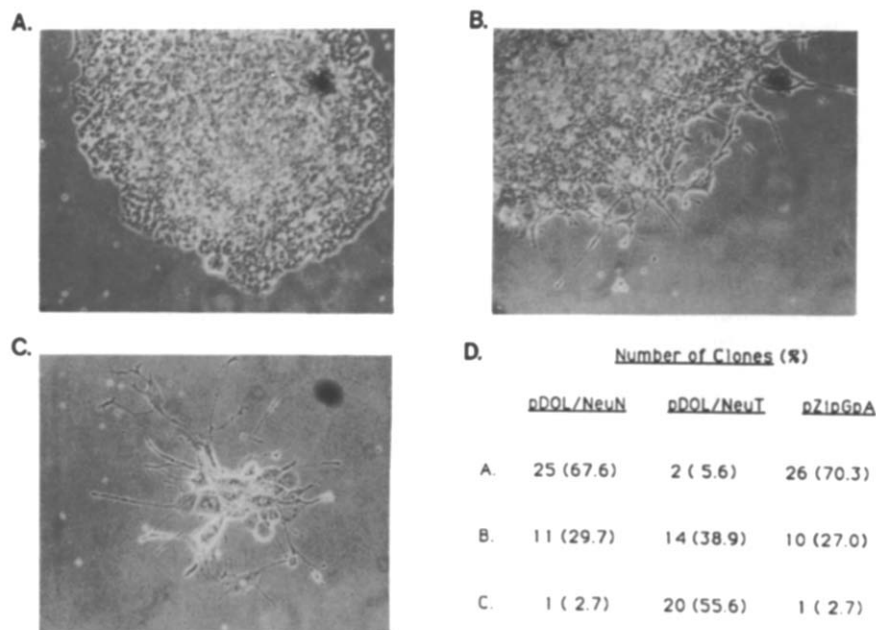 A.
B.
C.
D.
Number of Clones (%)
pDOL/NeuN pDOL/NeuT pZipGpA
A. 25 (67.6) 2 ( 5.6) 26 (70.3)
B. 11 (29.7) 14 (38.9) 10 (27.0)
C. 1 ( 2.7) 20 (55.6) 1 ( 2.7)